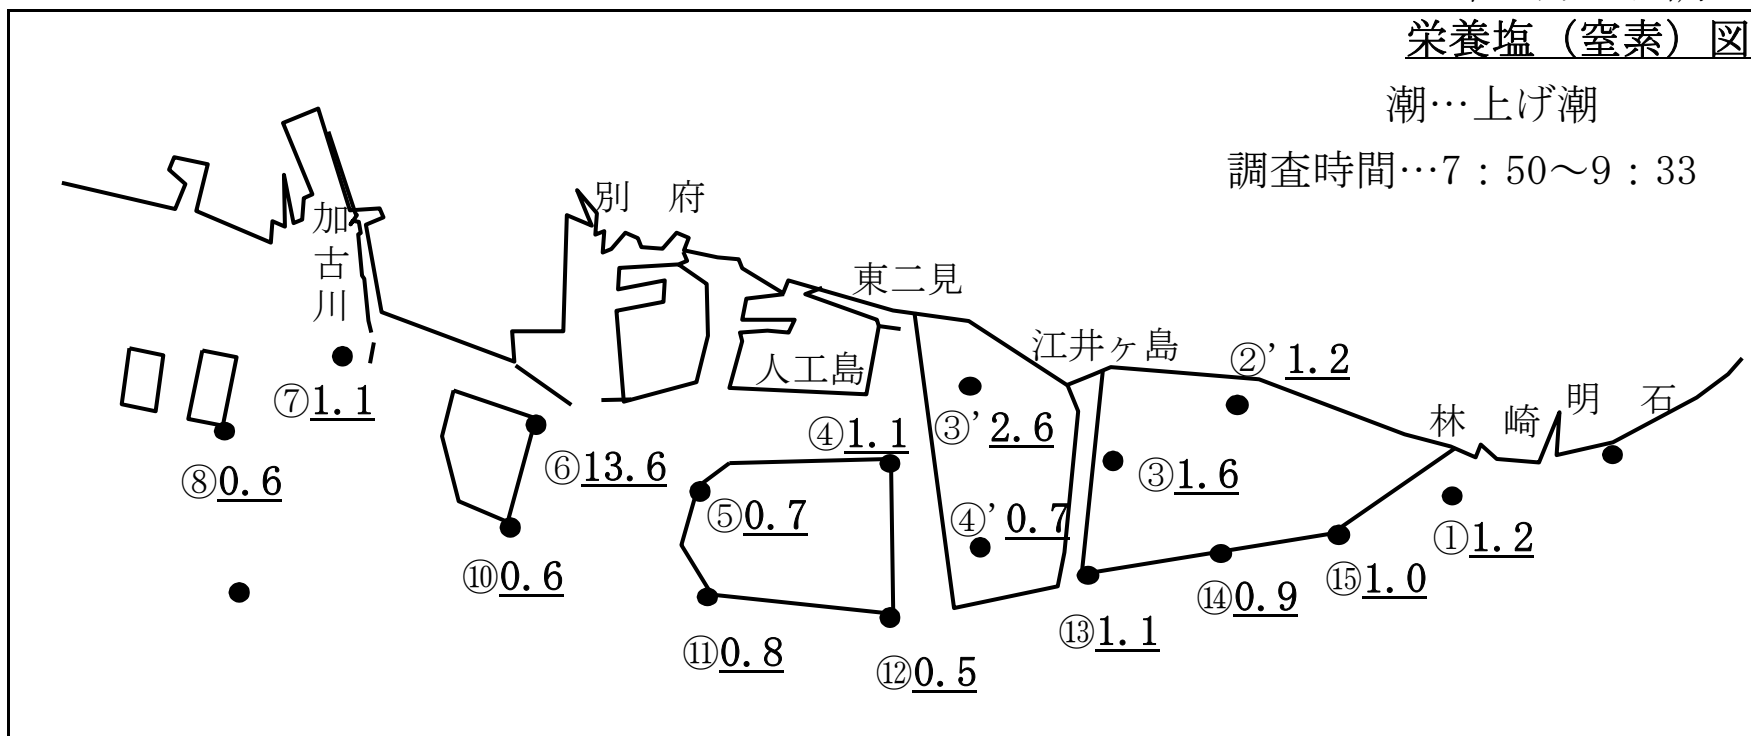 栄養塩（窒素）図
潮…上げ潮
調査時間…7：50～9：33
別 府
加古川
東二見
江井ヶ島
人工島
②’1.2
林 崎
明 石
⑦1.1
③’2.6
④1.1
⑥13.6
③1.6
⑧0.6
⑤0.7
④’0.7
①1.2
⑩0.6
⑮1.0
⑭0.9
⑬1.1
⑪0.8
⑫0.5